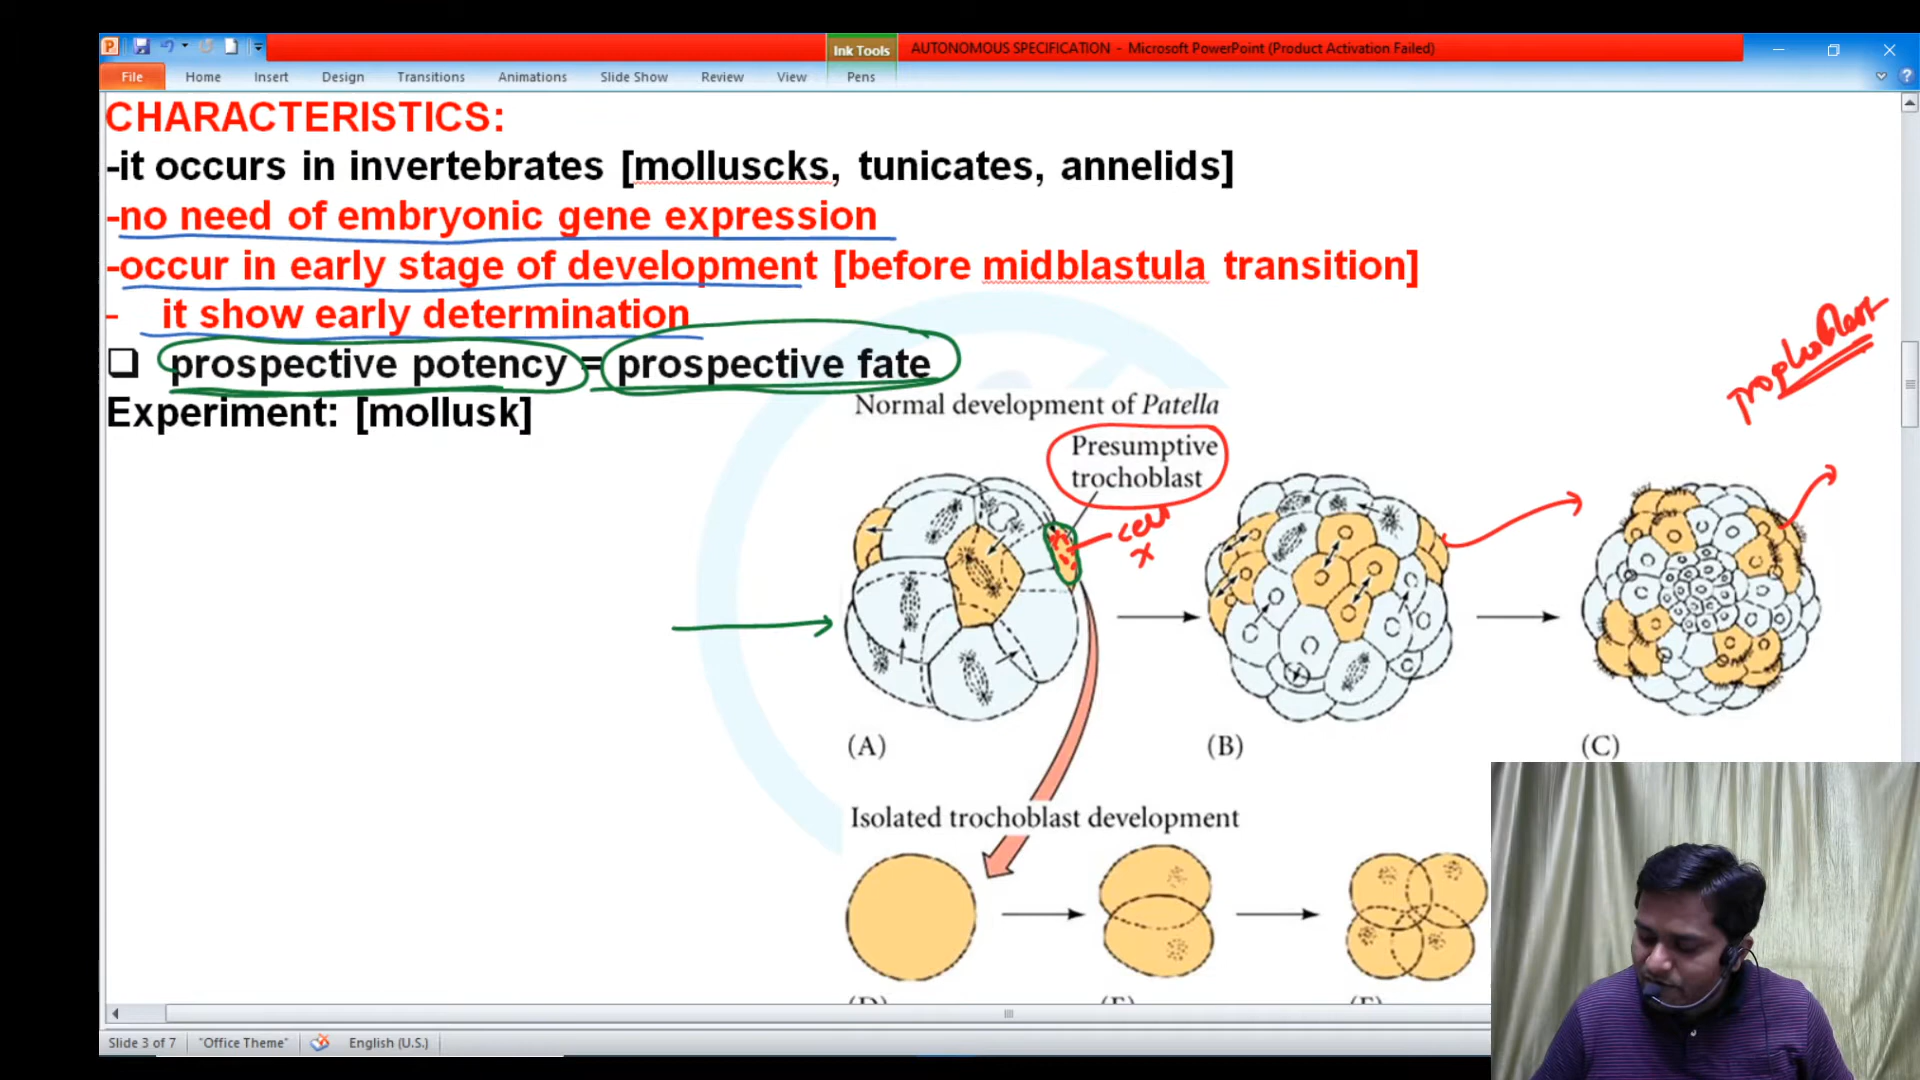 Ink Tools
AUTONOMOUS SPECIFICATION - Microsoft PowerPoint (Product Activation Failed)
File Home Insert Design Transitions Animations Slide Show Review View Pens
CHARACTERISTICS:
-it occurs in invertebrates [molluscks, tunicates, annelids]
-no need of embryonic gene expression
-occur in early stage of development [before midblastula transition]
- it show early determination
❑ prospective potency = prospective fate
Experiment: [mollusk]
Normal development of Patella
Presumptive
trochoblast
cell
x
(A)
(B)
(C)
Isolated trochoblast development
(D)
(E)
(F)
Slide 3 of 7 "Office Theme" English (U.S.)